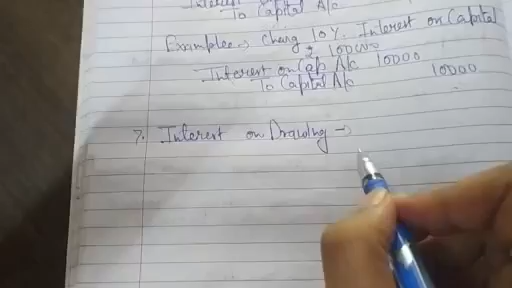 Interest
To Capital A/c
Example → Charg 10%. Interest on Capital
₹ 100000
Interest on Cap A/c 10000
To Capital A/c 10000
7. Interest on Drawing →